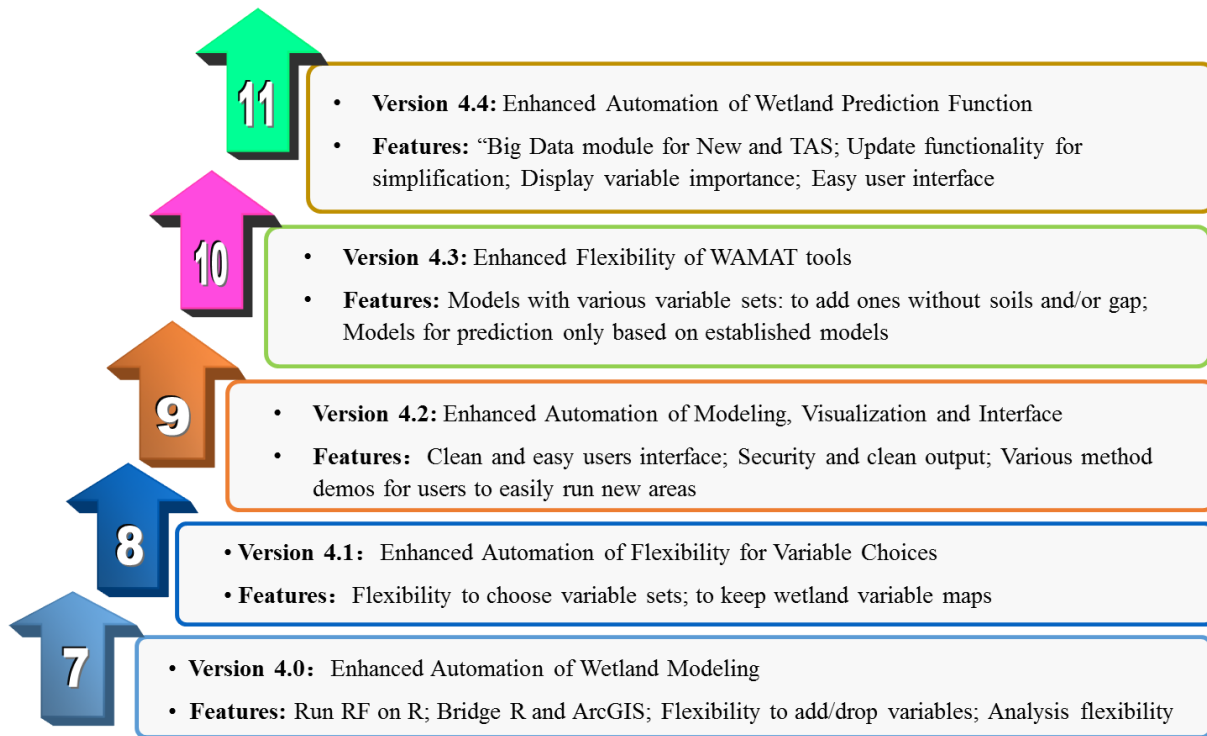 11
• Version 4.4: Enhanced Automation of Wetland Prediction Function
• Features: “Big Data module for New and TAS; Update functionality for
simplification; Display variable importance; Easy user interface
10
• Version 4.3: Enhanced Flexibility of WAMAT tools
• Features: Models with various variable sets: to add ones without soils and/or gap;
Models for prediction only based on established models
9
• Version 4.2: Enhanced Automation of Modeling, Visualization and Interface
• Features： Clean and easy users interface; Security and clean output; Various method
demos for users to easily run new areas
8
• Version 4.1： Enhanced Automation of Flexibility for Variable Choices
• Features： Flexibility to choose variable sets; to keep wetland variable maps
7
• Version 4.0： Enhanced Automation of Wetland Modeling
• Features: Run RF on R; Bridge R and ArcGIS; Flexibility to add/drop variables; Analysis flexibility